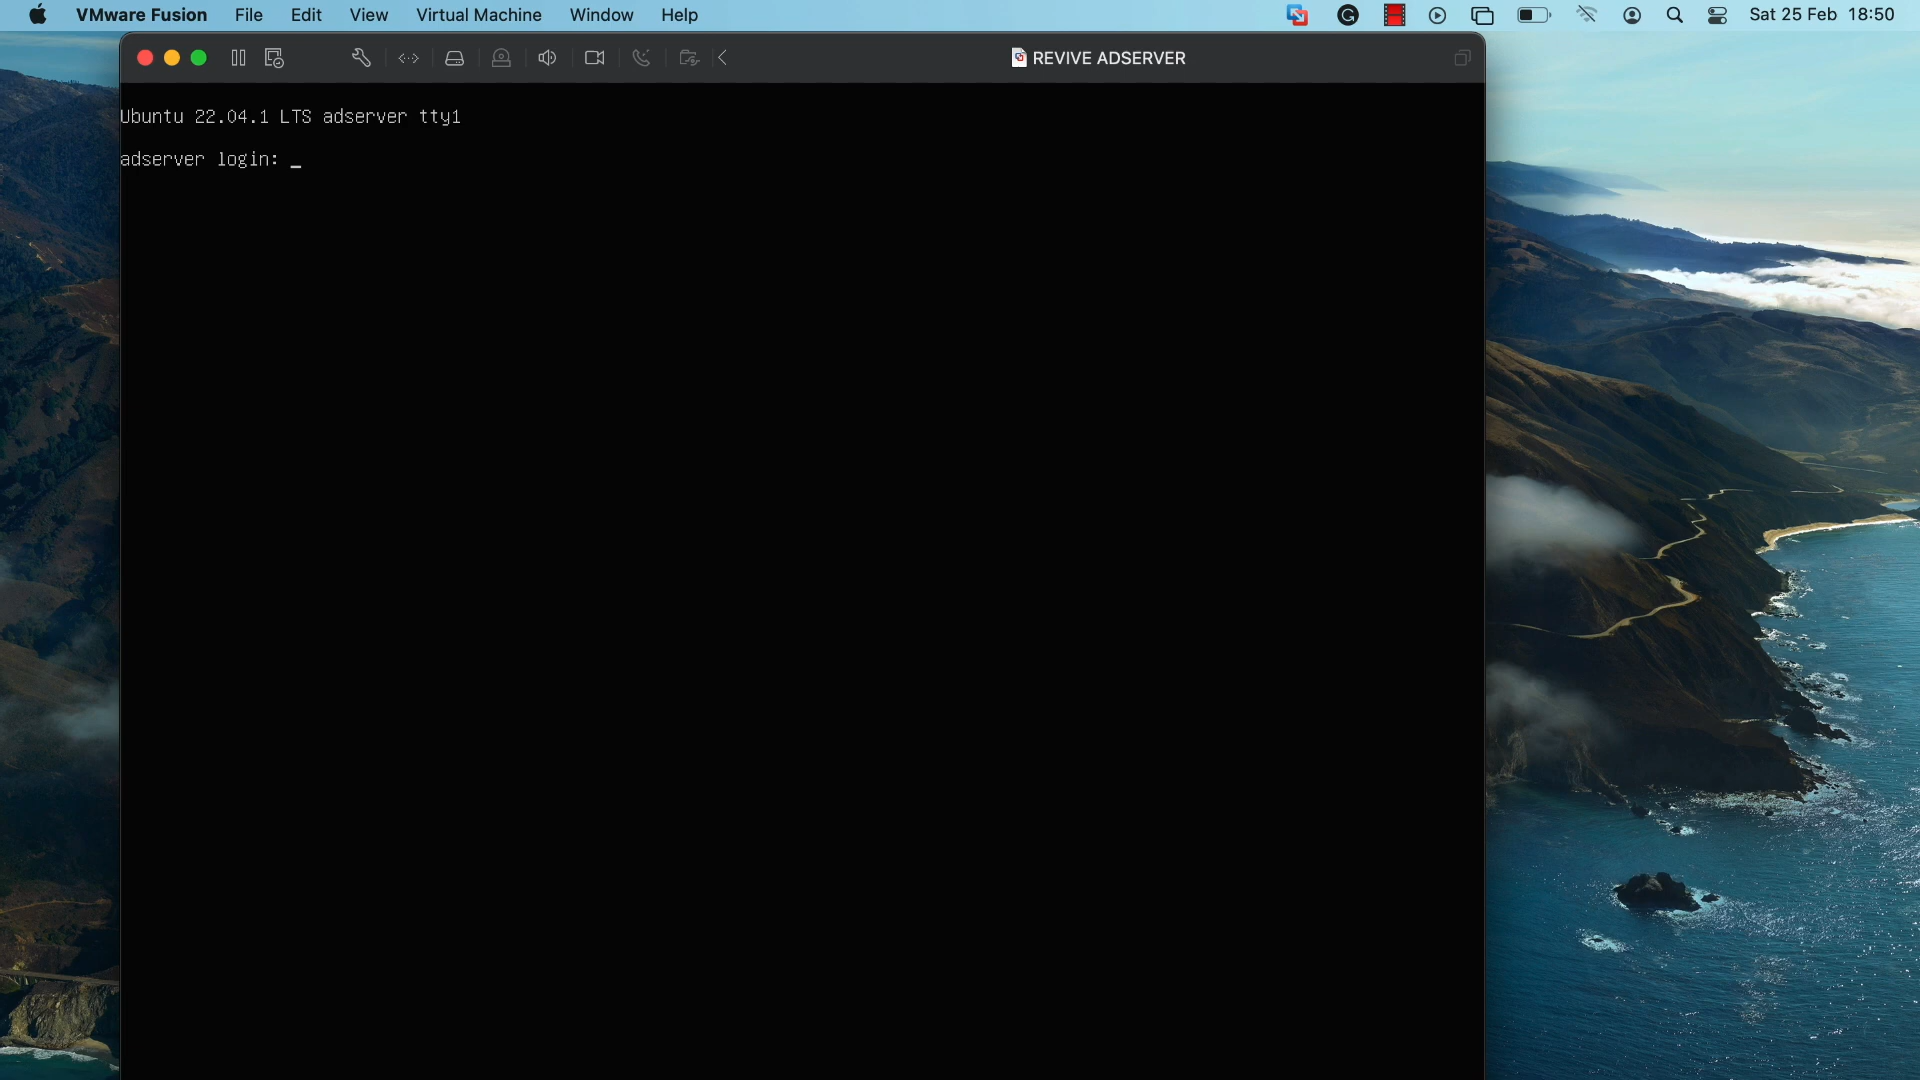 VMware Fusion File Edit View Virtual Machine Window Help Sat 25 Feb 18:50
REVIVE ADSERVER
Ubuntu 22.04.1 LTS adserver tty1
adserver login: _